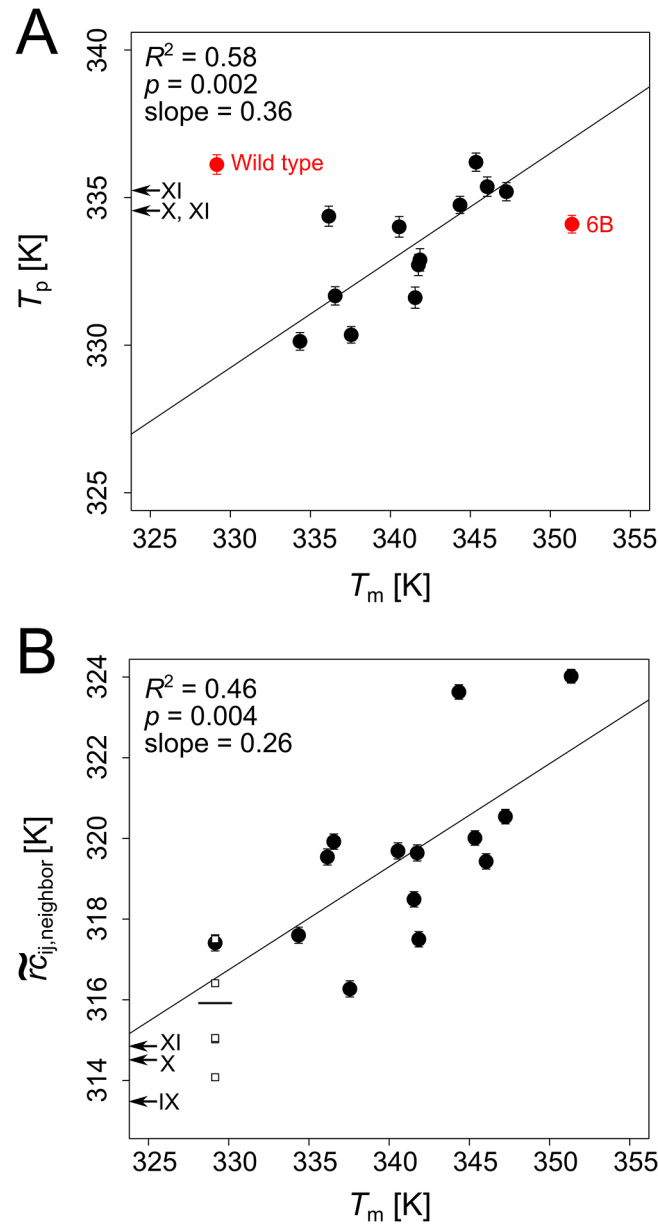 A
R² = 0.58
p = 0.002
slope = 0.36
Wild type
XI
X, XI
6B
340
335
330
325
Tp [K]
325 330 335 340 345 350 355
Tm [K]
B
R² = 0.46
p = 0.004
slope = 0.26
324
322
320
318
316
314
r̃cij,neighbor [K]
XI
X
IX
325 330 335 340 345 350 355
Tm [K]